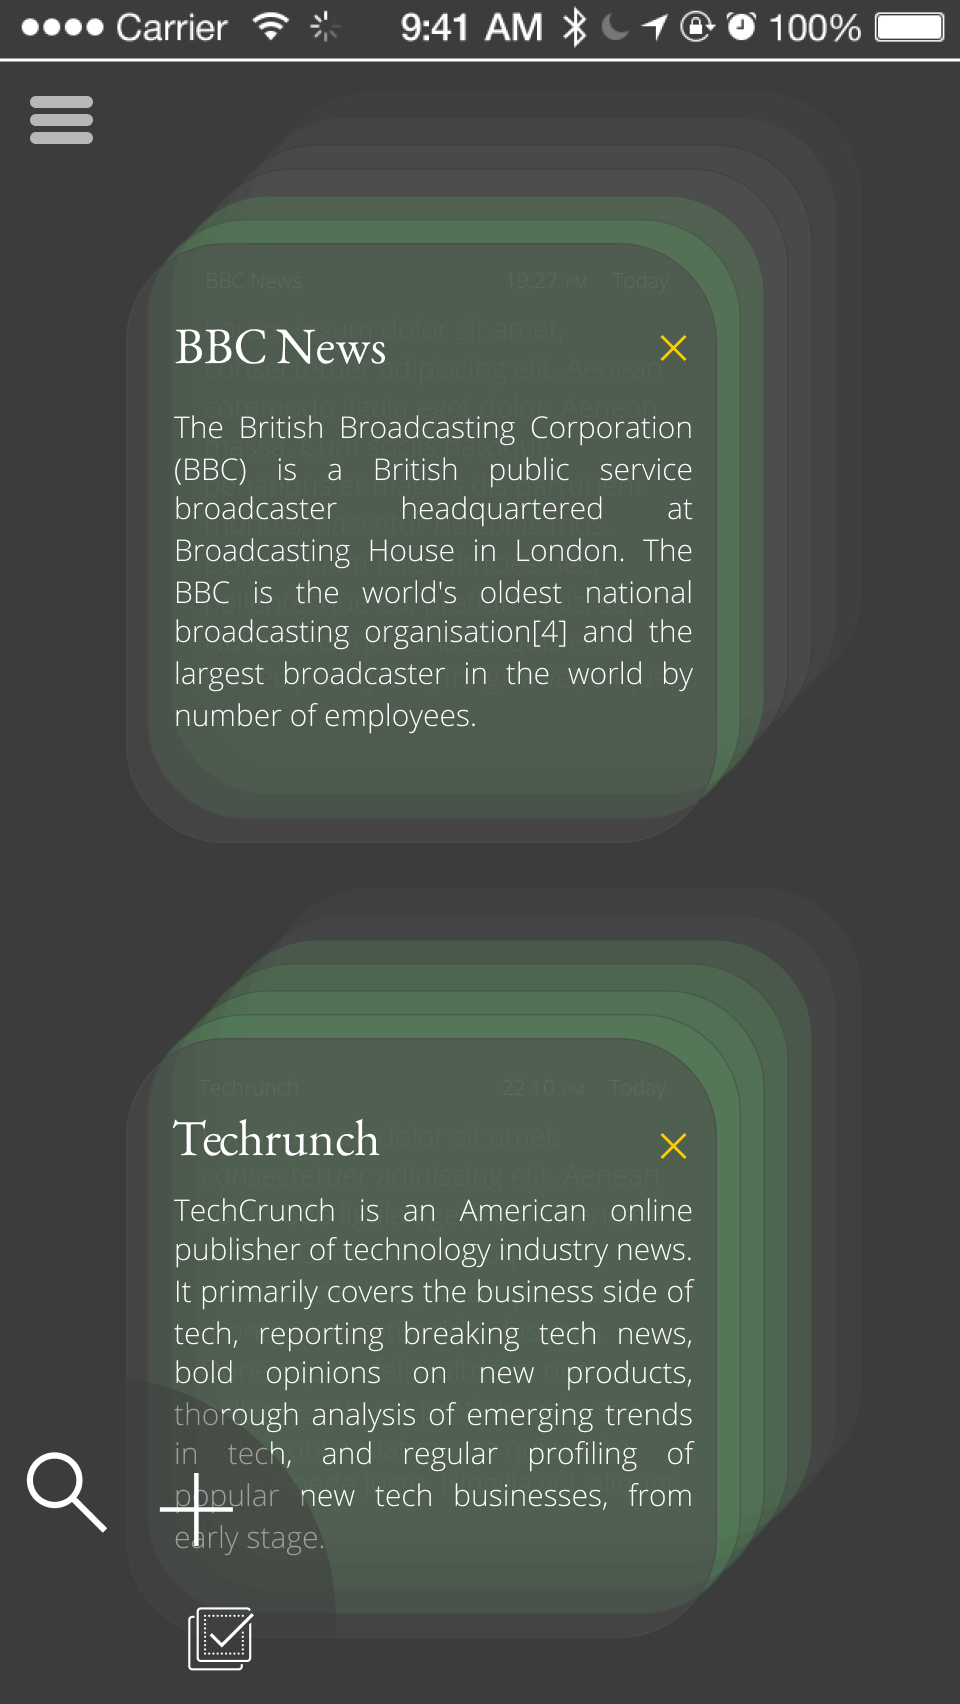 Carrier 9:41 AM 100%
BBC News 19.27 PM Today
BBC News
The British Broadcasting Corporation
(BBC) is a British public service
broadcaster headquartered at
Broadcasting House in London. The
BBC is the world's oldest national
broadcasting organisation[4] and the
largest broadcaster in the world by
number of employees.
Techrunch 22.10 PM Today
Techrunch
TechCrunch is an American online
publisher of technology industry news.
It primarily covers the business side of
tech, reporting breaking tech news,
bold opinions on new products,
thorough analysis of emerging trends
in tech, and regular profiling of
popular new tech businesses, from
early stage.